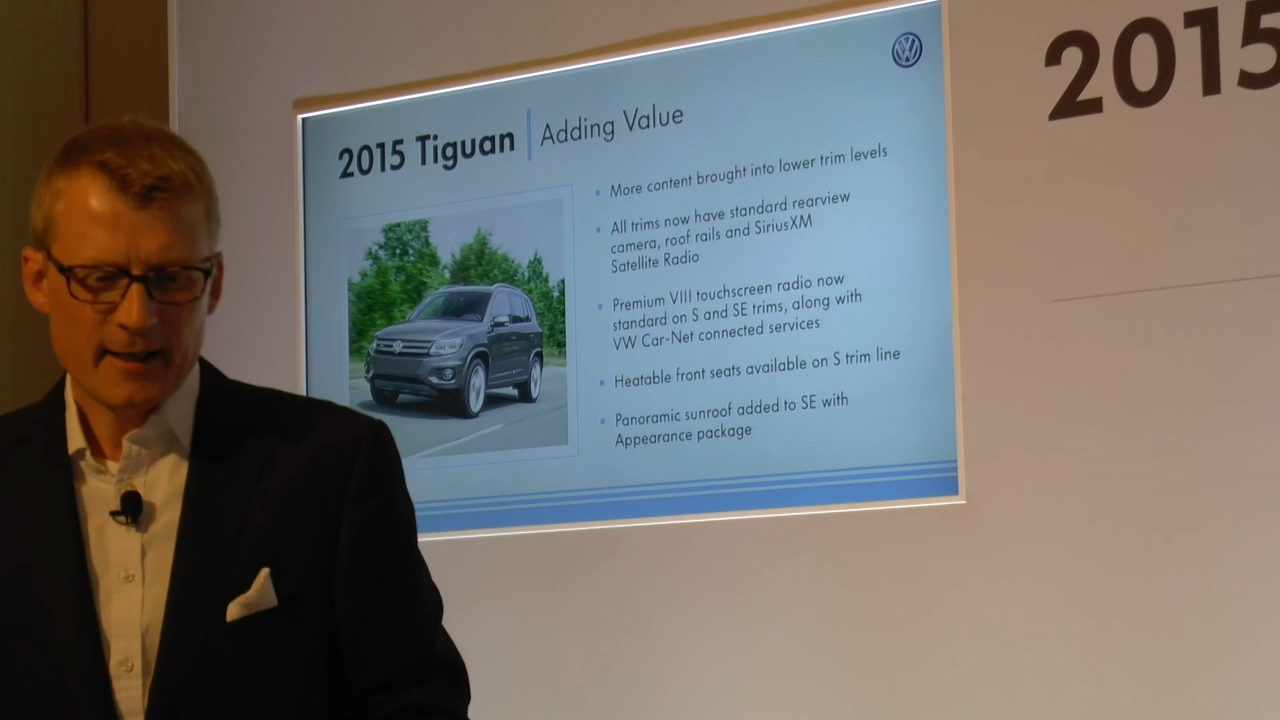 2015 Tiguan | Adding Value
More content brought into lower trim levels
All trims now have standard rearview
camera, roof rails and SiriusXM
Satellite Radio
Premium VIII touchscreen radio now
standard on S and SE trims, along with
VW Car-Net connected services
Heatable front seats available on S trim line
Panoramic sunroof added to SE with
Appearance package
2015